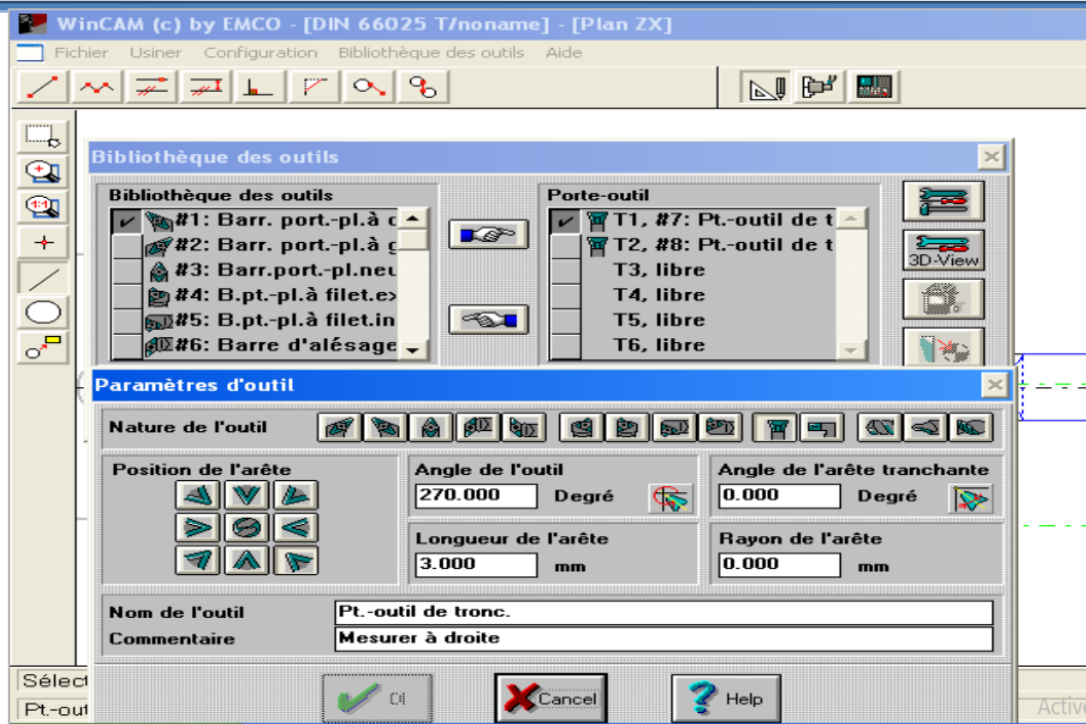 WinCAM (c) by EMCO - [DIN 66025 T/noname] - [Plan ZX]
Fichier Usiner Configuration Bibliothèque des outils Aide
Bibliothèque des outils
Bibliothèque des outils
Porte-outil
#1: Barr. port.-pl.à
#2: Barr. port.-pl.à
#3: Barr.port.-pl.neu
#4: B.pt.-pl.à filet.ex
#5: B.pt.-pl.à filet.in
#6: Barre d'alésage
T1, #7: Pt.-outil de t
T2, #8: Pt.-outil de t
T3, libre
T4, libre
T5, libre
T6, libre
3D-View
1:1
Paramètres d'outil
Nature de l'outil
Position de l'arête
Angle de l'outil
270.000 Degré
Angle de l'arête tranchante
0.000 Degré
Longueur de l'arête
3.000 mm
Rayon de l'arête
0.000 mm
Nom de l'outil Pt.-outil de tronc.
Commentaire Mesurer à droite
Cancel
Help
Sélect
Pt.-out
Activ